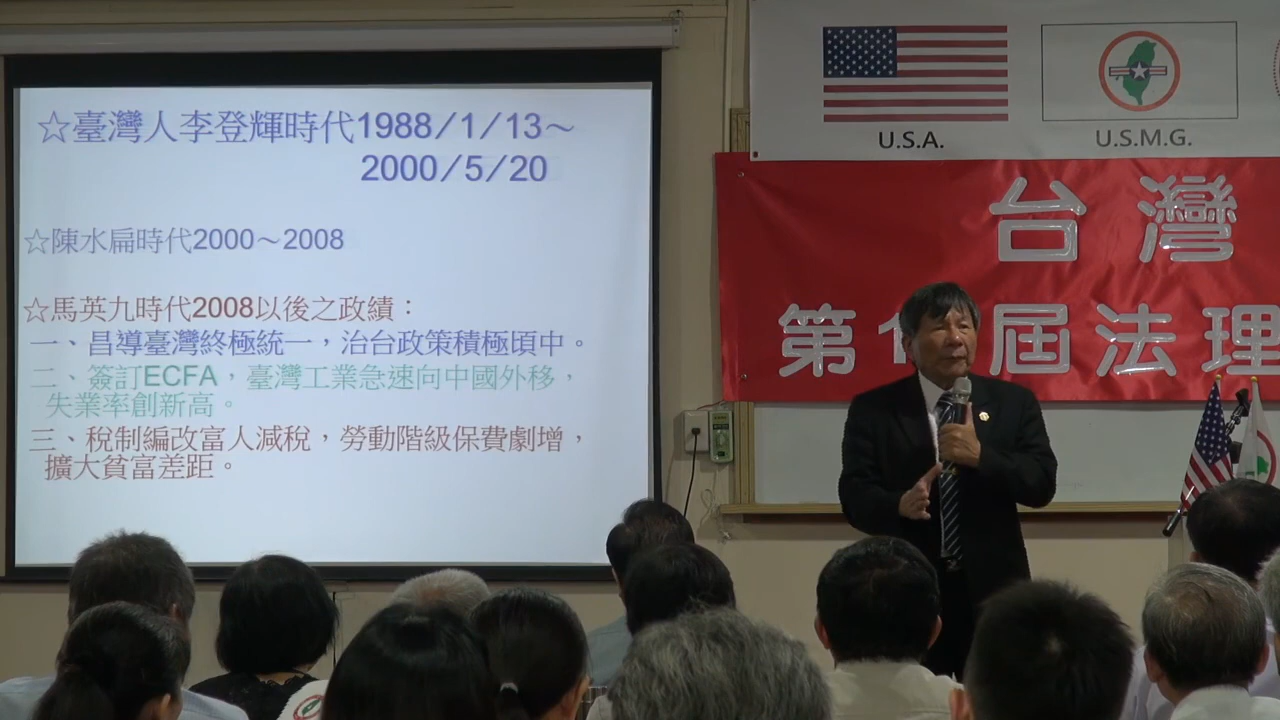 ☆臺灣人李登輝時代1988/1/13~
2000/5/20
☆陳水扁時代2000~2008
☆馬英九時代2008以後之政績:
一、昌導臺灣終極統一,治台政策積極頃中。
二、簽訂ECFA,臺灣工業急速向中國外移,
失業率創新高。
三、稅制編改富人減稅,勞動階級保費劇增,
擴大貧富差距。
U.S.A.
U.S.M.G.
台灣
第1 屆法理